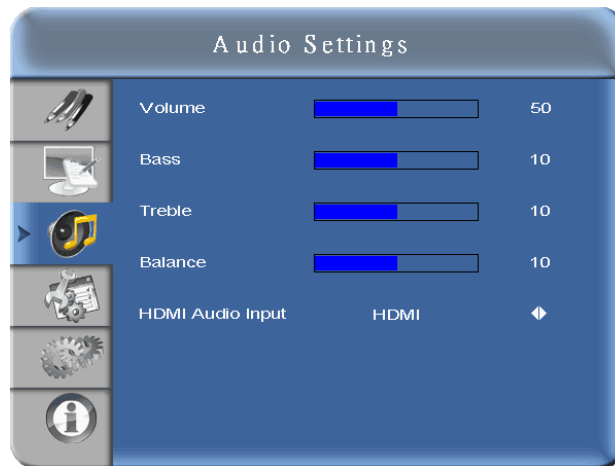 Audio Settings
Volume 50
Bass 10
Treble 10
Balance 10
HDMI Audio Input HDMI